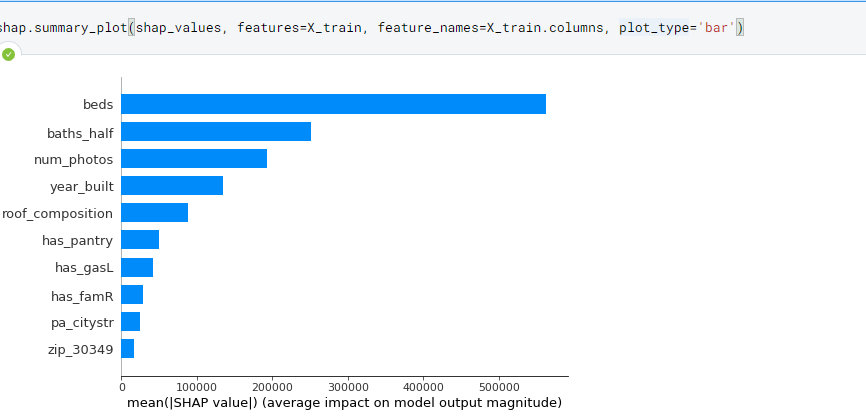 shap.summary_plot(shap_values, features=X_train, feature_names=X_train.columns, plot_type='bar')
beds
baths_half
num_photos
year_built
roof_composition
has_pantry
has_gasL
has_famR
pa_citystr
zip_30349
0 100000 200000 300000 400000 500000
mean(|SHAP value|) (average impact on model output magnitude)